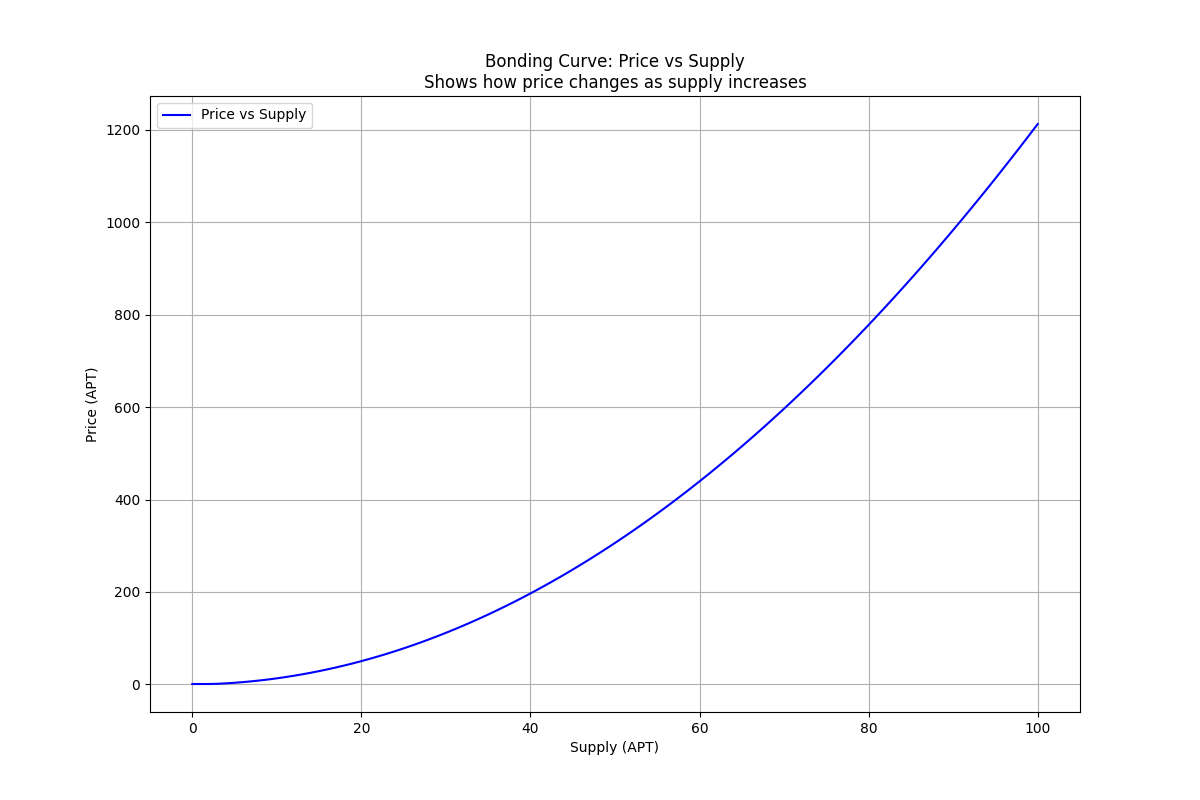 Bonding Curve: Price vs Supply
Shows how price changes as supply increases
Price vs Supply
1200
1000
800
600
400
200
0
Price (APT)
0 20 40 60 80 100
Supply (APT)